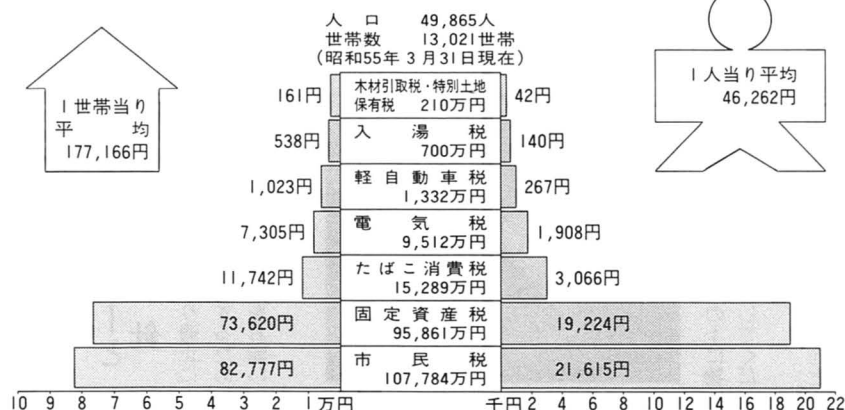 人口 49,865人
世帯数 13,021世帯
(昭和55年3月31日現在)
1世帯当り
平均
177,166円
1人当り平均
46,262円
161円 木材引取税・特別土地 42円
保有税 210万円
538円 入湯税 140円
700万円
1,023円 軽自動車税 267円
1,332万円
7,305円 電気税 1,908円
9,512万円
11,742円 たばこ消費税 3,066円
15,289万円
73,620円 固定資産税 19,224円
95,861万円
82,777円 市民税 21,615円
107,784万円
10 9 8 7 6 5 4 3 2 1万円 千円 2 4 6 8 10 12 14 16 18 20 22